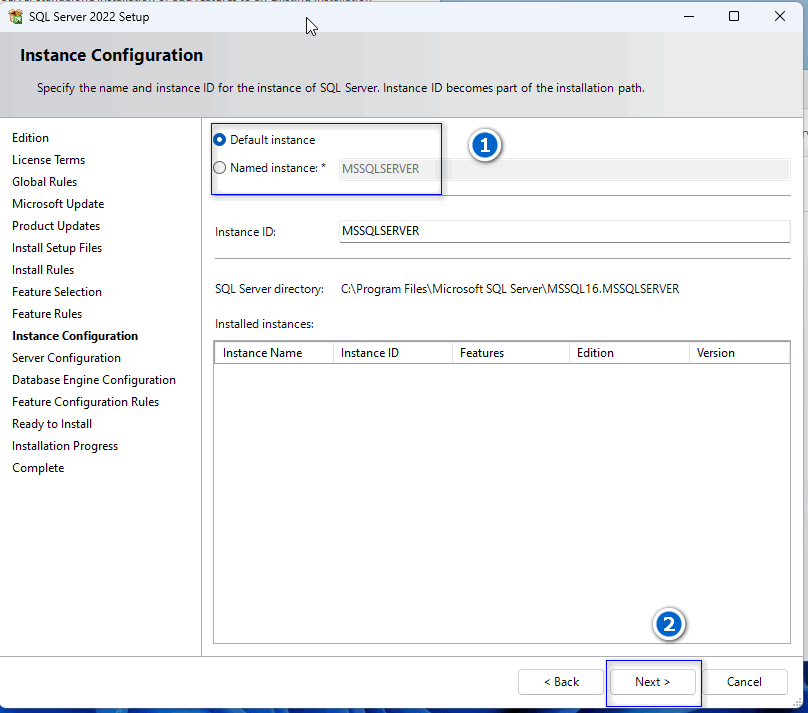 SQL Server 2022 Setup
Instance Configuration
Specify the name and instance ID for the instance of SQL Server. Instance ID becomes part of the installation path.
Edition
License Terms
Global Rules
Microsoft Update
Product Updates
Install Setup Files
Install Rules
Feature Selection
Feature Rules
Instance Configuration
Server Configuration
Database Engine Configuration
Feature Configuration Rules
Ready to Install
Installation Progress
Complete
Default instance
1
Named instance: * MSSQLSERVER
Instance ID: MSSQLSERVER
SQL Server directory: C:\Program Files\Microsoft SQL Server\MSSQL16.MSSQLSERVER
Installed instances:
Instance Name Instance ID Features Edition Version
2
< Back Next > Cancel